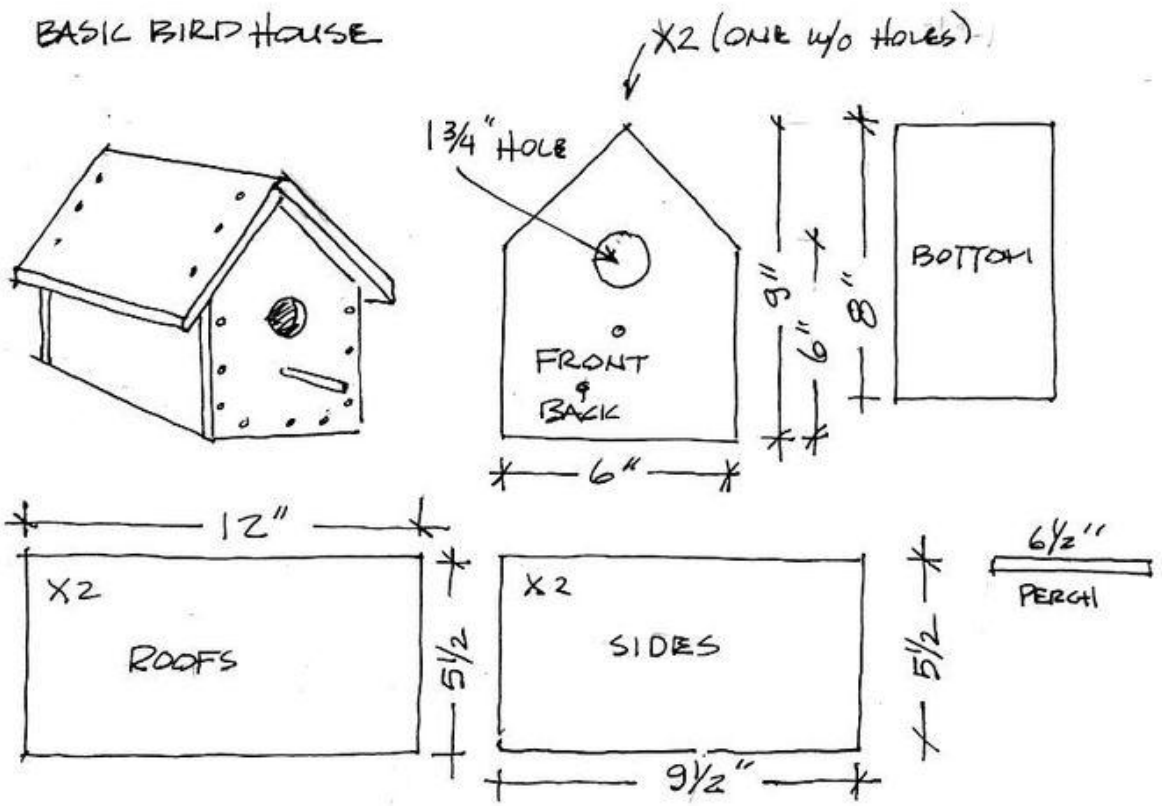 BASIC BIRD HOUSE
X2 (ONE W/O HOLES)
1 3/4" HOLE
FRONT
&
BACK
9"
6"
6"
8"
BOTTOM
12"
X2
ROOFS
5 1/2
X2
SIDES
9 1/2"
5 1/2
6 1/2"
PERCH